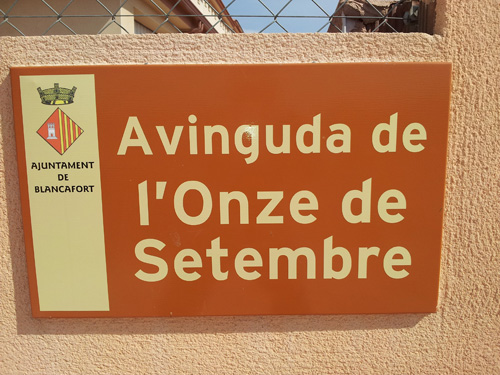 AJUNTAMENT
DE
BLANCAFORT
Avinguda de
l'Onze de
Setembre